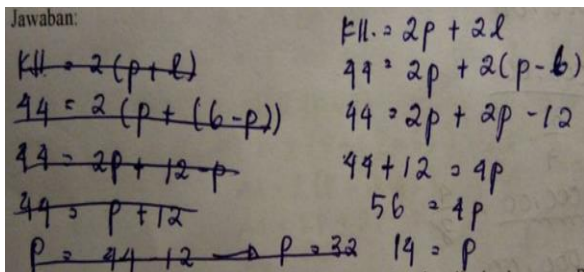 Jawaban:
Kll = 2(p+l)
44 = 2(p + (6-p))
44 = 2p + 12 - p
44 = p + 12
p = 44 - 12 → p = 32
Kll. = 2p + 2l
44 = 2p + 2(p-6)
44 = 2p + 2p - 12
44 + 12 = 4p
56 = 4p
14 = p